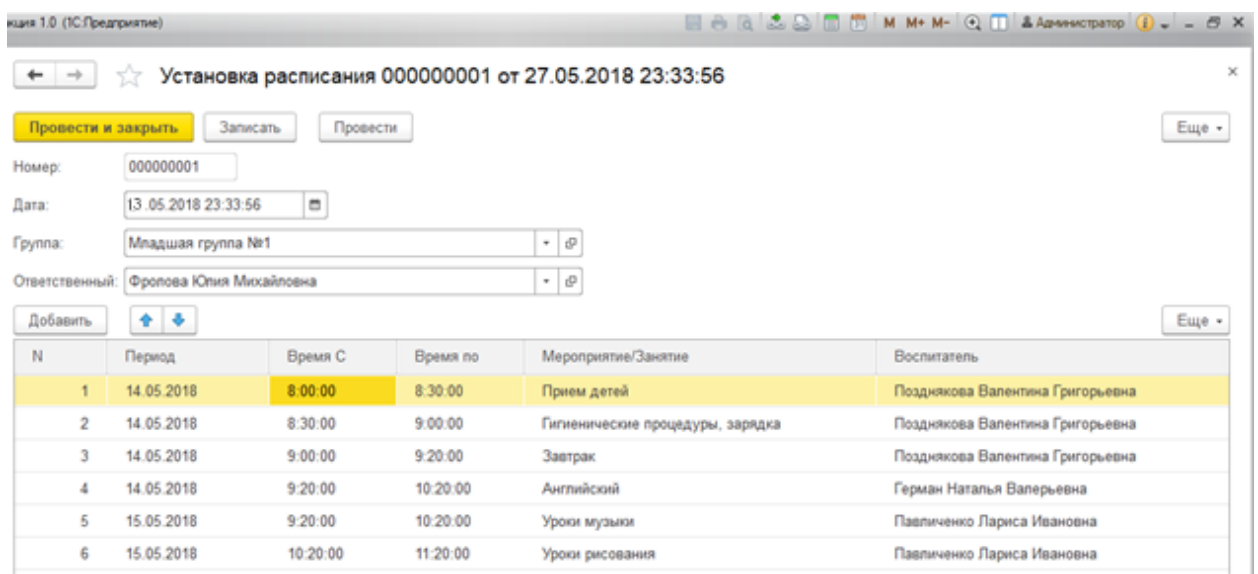 кция 1.0 (1С:Предприятие) M M+ M- Администратор
Установка расписания 000000001 от 27.05.2018 23:33:56
Провести и закрыть Записать Провести Еще
Номер: 000000001
Дата: 13 .05.2018 23:33:56
Группа: Младшая группа №1
Ответственный: Фролова Юлия Михайловна
Добавить Еще
N Период Время С Время по Мероприятие/Занятие Воспитатель
1 14.05.2018 8:00:00 8:30:00 Прием детей Позднякова Валентина Григорьевна
2 14.05.2018 8:30:00 9:00:00 Гигиенические процедуры, зарядка Позднякова Валентина Григорьевна
3 14.05.2018 9:00:00 9:20:00 Завтрак Позднякова Валентина Григорьевна
4 14.05.2018 9:20:00 10:20:00 Английский Герман Наталья Валерьевна
5 15.05.2018 9:20:00 10:20:00 Уроки музыки Павличенко Лариса Ивановна
6 15.05.2018 10:20:00 11:20:00 Уроки рисования Павличенко Лариса Ивановна